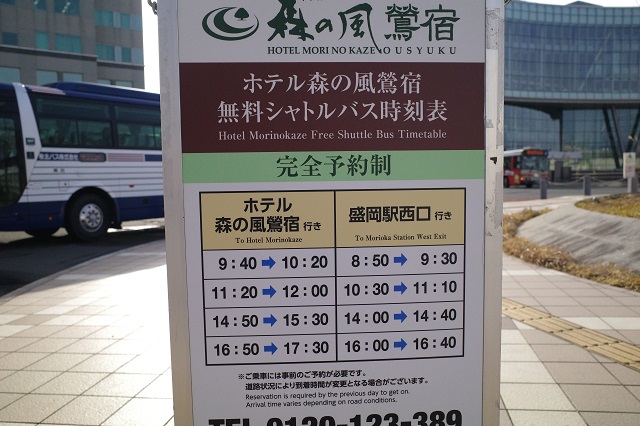 森の風 鶯宿
HOTEL MORI NO KAZE OUSYUKU
ホテル森の風鶯宿
無料シャトルバス時刻表
Hotel Morinokaze Free Shuttle Bus Timetable
完全予約制
ホテル
森の風鶯宿 行き
To Hotel Morinokaze
盛岡駅西口 行き
To Morioka Station West Exit
9:40 → 10:20 8:50 → 9:30
11:20 → 12:00 10:30 → 11:10
14:50 → 15:30 14:00 → 14:40
16:50 → 17:30 16:00 → 16:40
※ご乗車には事前のご予約が必要です。
道路状況により到着時間が変更となる場合がございます。
Reservation is required by the previous day to get on.
Arrival time varies depending on road conditions.
TEL 0120-123-389